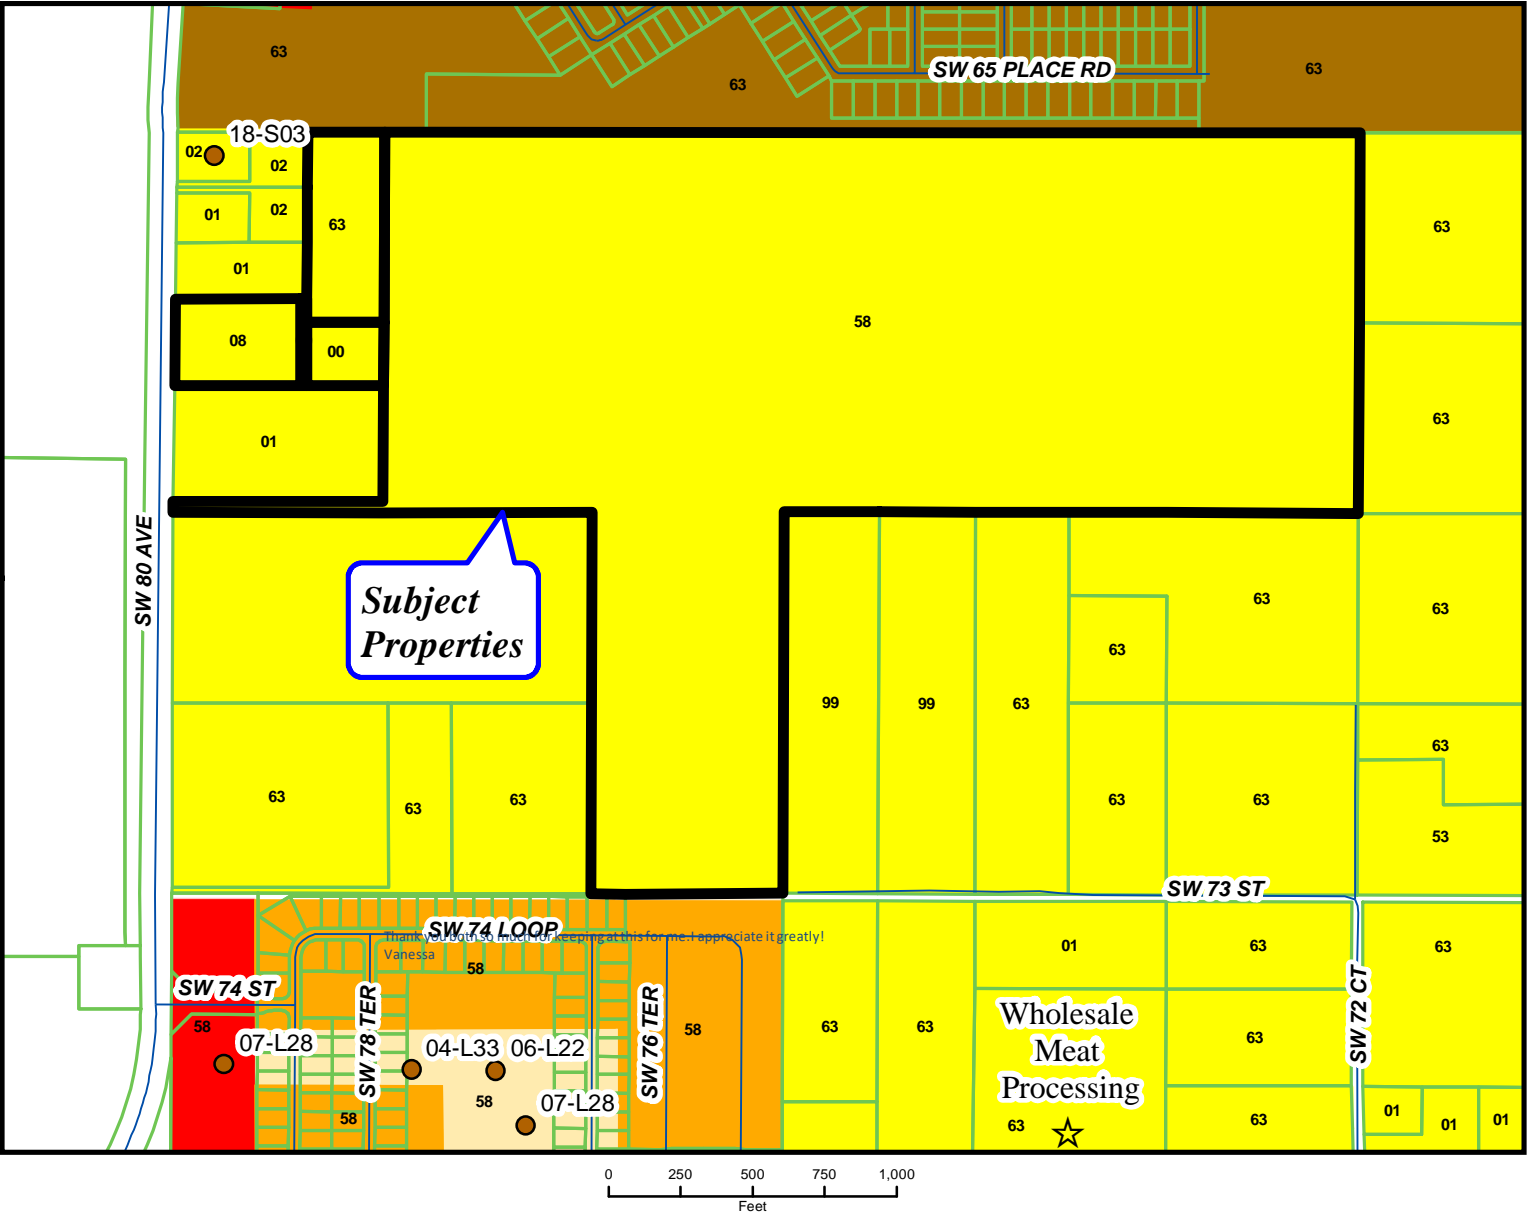 63
63
SW 65 PLACE RD
63
18-S03
02
02
01
02
63
63
01
58
08
00
63
01
SW 80 AVE
Subject
Properties
63
63
63
99
99
63
63
63
63
63
63
63
63
53
SW 73 ST
SW 74 LOOP
Thank you both so much for keeping at this for me. I appreciate it greatly!
Vanessa
58
01
63
63
SW 74 ST
58
SW 78 TER
SW 76 TER
58
63
63
Wholesale
Meat
Processing
63
SW 72 CT
07-L28
04-L33
06-L22
58
07-L28
58
63
63
01
01
01
0
250
500
750
1,000
Feet